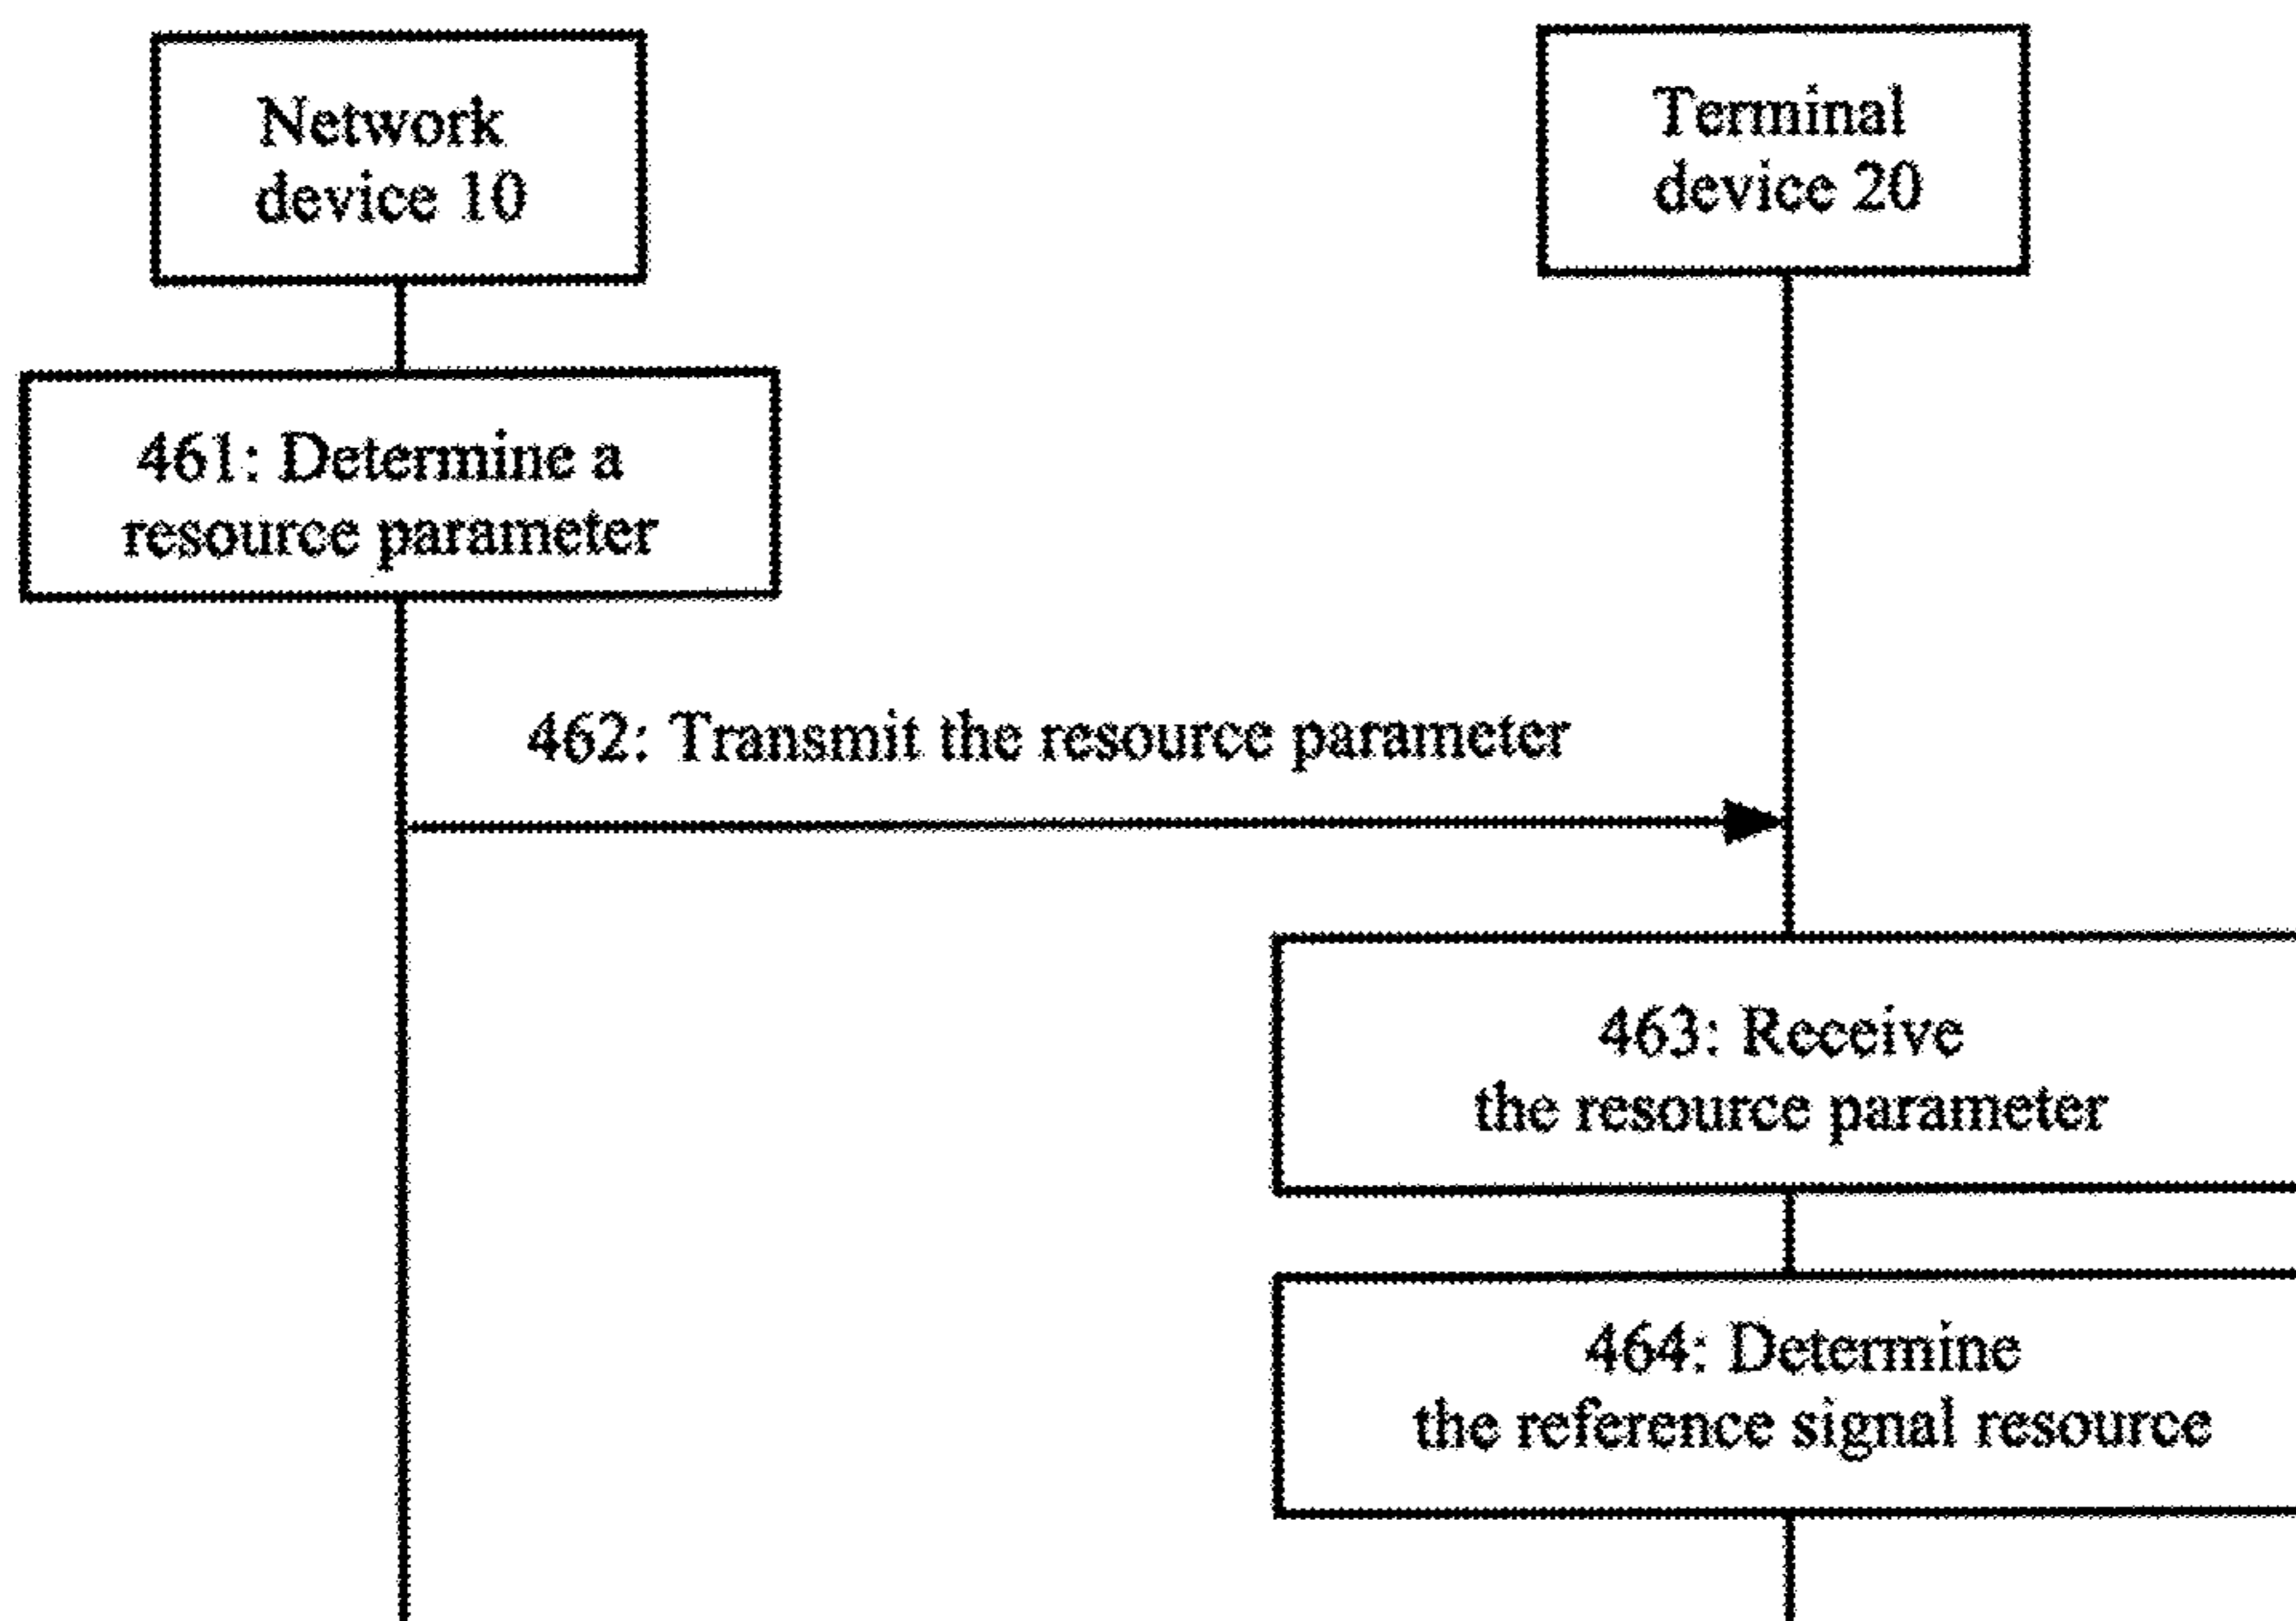 Network
device 10
Terminal
device 20
461: Determine a
resource parameter
462: Transmit the resource parameter
463: Receive
the resource parameter
464: Determine
the reference signal resource